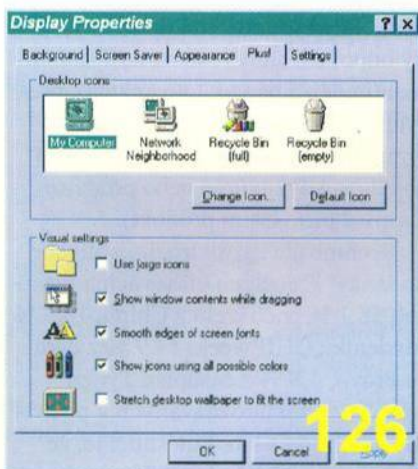 Display Properties
? X
Background Screen Saver Appearance Plus! Settings
Desktop icons
My Computer
Network Neighborhood
Recycle Bin (full)
Recycle Bin (empty)
Change Icon... Default Icon
Visual settings
Use large icons
Show window contents while dragging
Smooth edges of screen fonts
Show icons using all possible colors
Stretch desktop wallpaper to fit the screen
OK Cancel
126